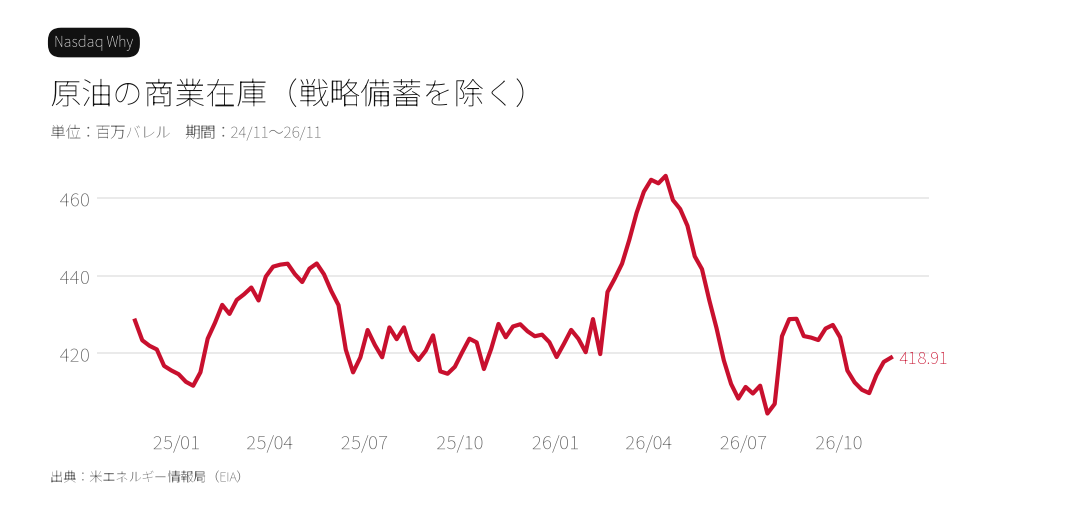 Nasdaq Why
原油の商業在庫（戦略備蓄を除く）
単位：百万バレル　期間：24/11〜26/11
460
440
420
418.91
25/01 25/04 25/07 25/10 26/01 26/04 26/07 26/10
出典：米エネルギー情報局（EIA）